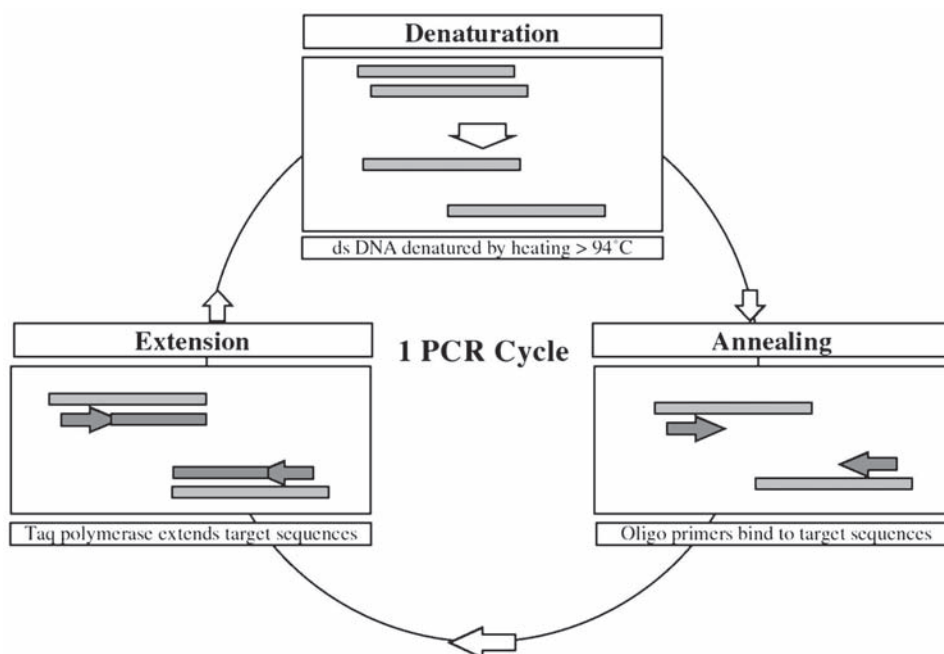 Denaturation
ds DNA denatured by heating > 94°C
Extension
1 PCR Cycle
Annealing
Taq polymerase extends target sequences
Oligo primers bind to target sequences